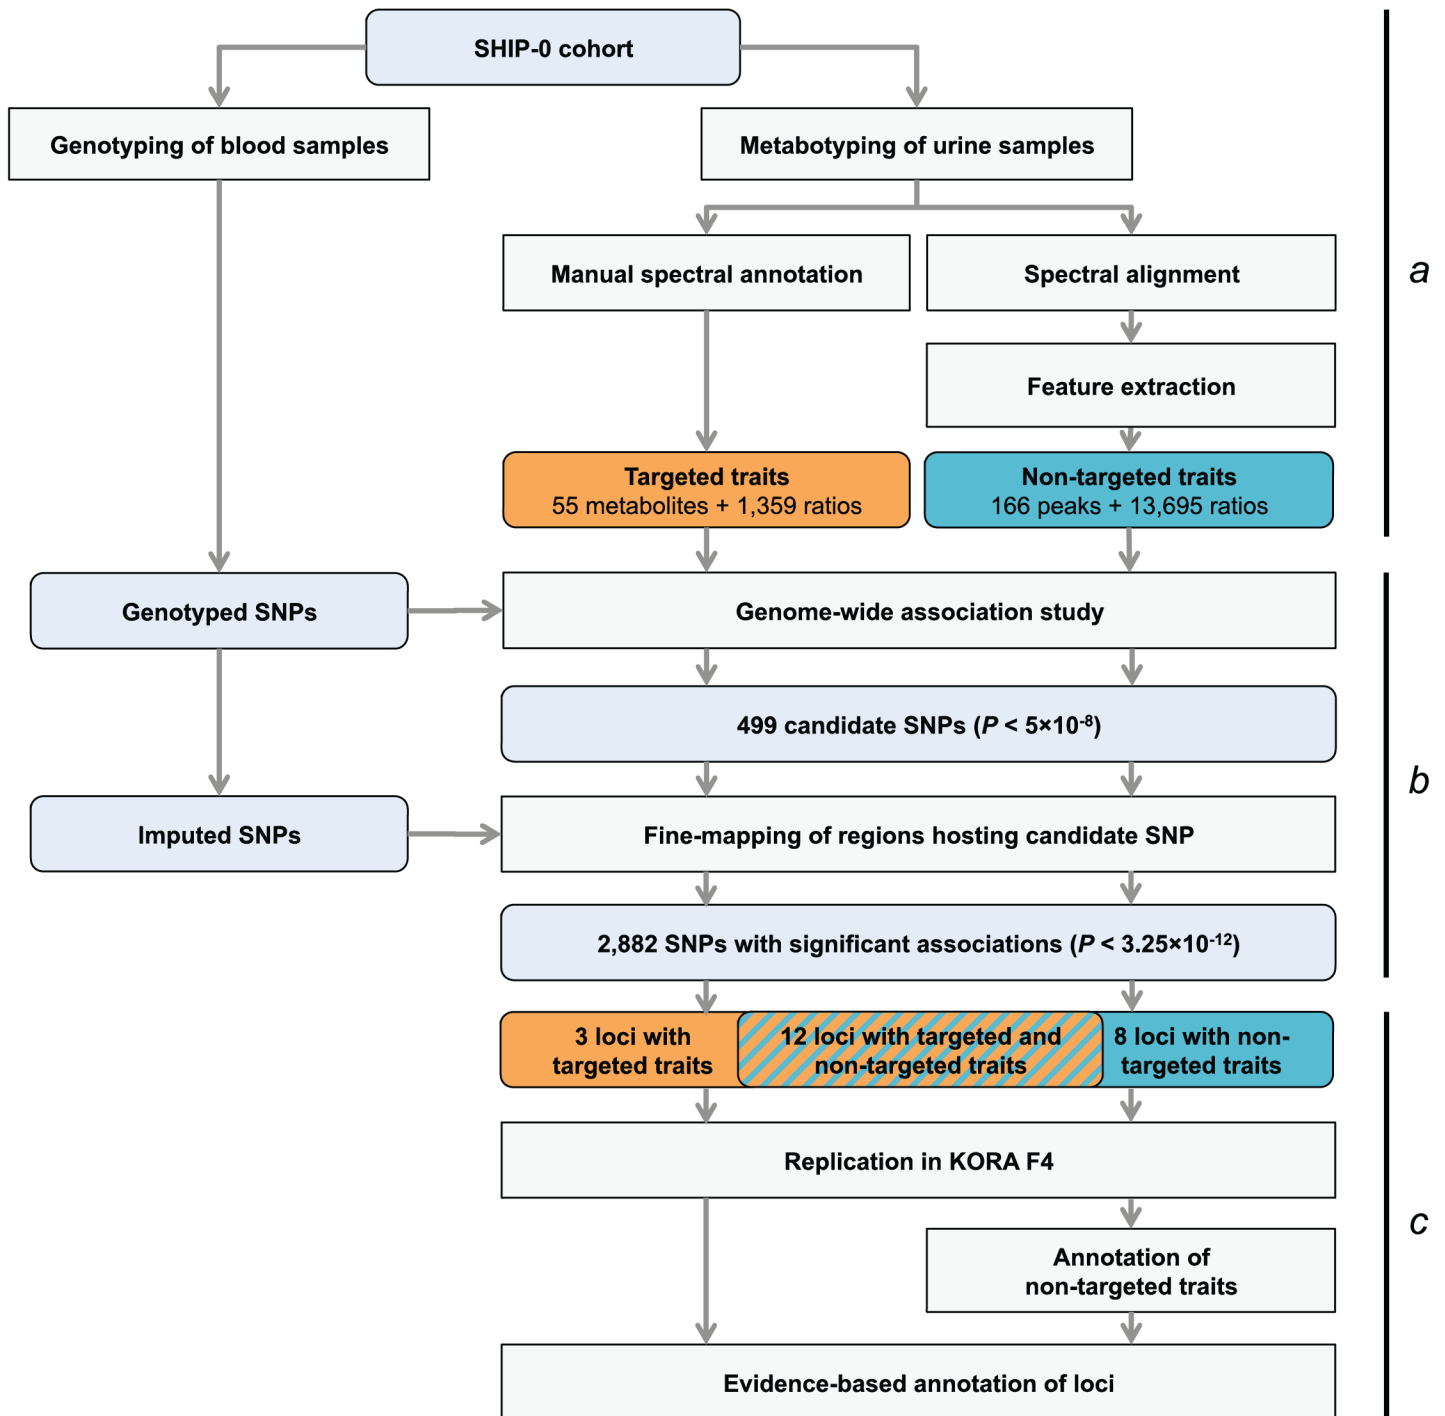 SHIP-0 cohort
Genotyping of blood samples
Metabotyping of urine samples
Manual spectral annotation
Spectral alignment
a
Feature extraction
Targeted traits
55 metabolites + 1,359 ratios
Non-targeted traits
166 peaks + 13,695 ratios
Genotyped SNPs
Genome-wide association study
499 candidate SNPs (P < 5×10⁻⁸)
b
Imputed SNPs
Fine-mapping of regions hosting candidate SNP
2,882 SNPs with significant associations (P < 3.25×10⁻¹²)
3 loci with
targeted traits
12 loci with targeted and
non-targeted traits
8 loci with non-
targeted traits
Replication in KORA F4
c
Annotation of
non-targeted traits
Evidence-based annotation of loci